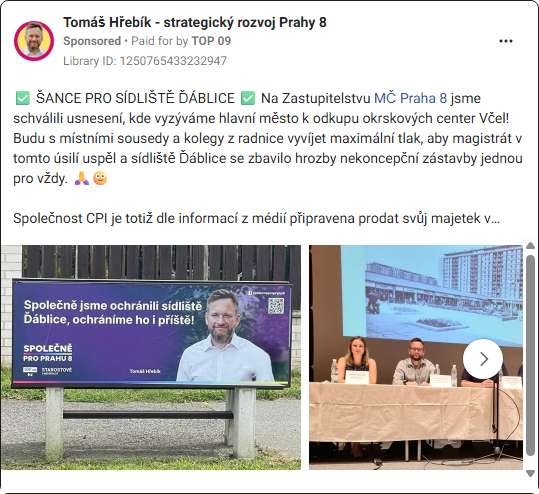 Tomáš Hřebík - strategický rozvoj Prahy 8
Sponsored • Paid for by TOP 09
Library ID: 1250765433232947
✅ ŠANCE PRO SÍDLIŠTĚ ĎÁBLICE ✅ Na Zastupitelstvu MČ Praha 8 jsme
schválili usnesení, kde vyzýváme hlavní město k odkupu okrskových center Včel!
Budu s místními sousedy a kolegy z radnice vyvíjet maximální tlak, aby magistrát v
tomto úsilí uspěl a sídliště Ďáblice se zbavilo hrozby nekoncepční zástavby jednou
pro vždy. 🙏😀
Společnost CPI je totiž dle informací z médií připravena prodat svůj majetek v…
Společně jsme ochránili sídliště
Ďáblice, ochráníme ho i příště!
SPOLEČNĚ
PRO PRAHU 8
TOP 09
STAROSTOVÉ
Tomáš Hřebík